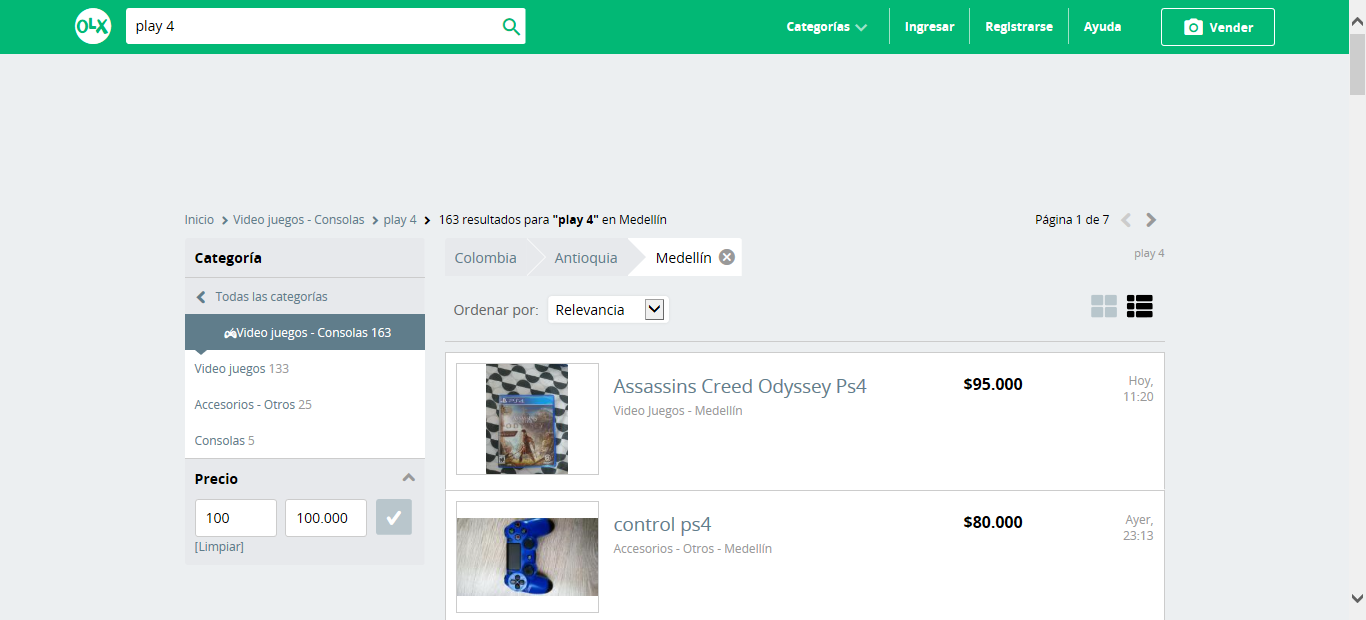 OLX
play 4
Categorías
Ingresar
Registrarse
Ayuda
Vender
Inicio > Video juegos - Consolas > play 4 > 163 resultados para "play 4" en Medellín
Página 1 de 7
Categoría
Todas las categorías
Video juegos - Consolas 163
Video juegos 133
Accesorios - Otros 25
Consolas 5
Precio
100
100.000
[Limpiar]
Colombia
Antioquia
Medellín
play 4
Ordenar por:
Relevancia
PS4
Assassins Creed Odyssey Ps4
Video Juegos - Medellín
$95.000
Hoy,
11:20
control ps4
Accesorios - Otros - Medellín
$80.000
Ayer,
23:13